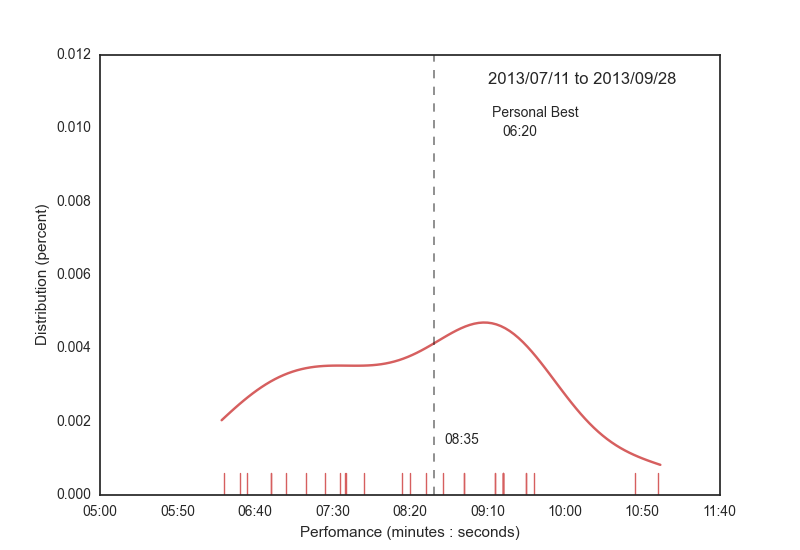 0.012
0.010
0.008
0.006
0.004
0.002
0.000
Distribution (percent)
2013/07/11 to 2013/09/28
Personal Best
06:20
08:35
05:00 05:50 06:40 07:30 08:20 09:10 10:00 10:50 11:40
Perfomance (minutes : seconds)